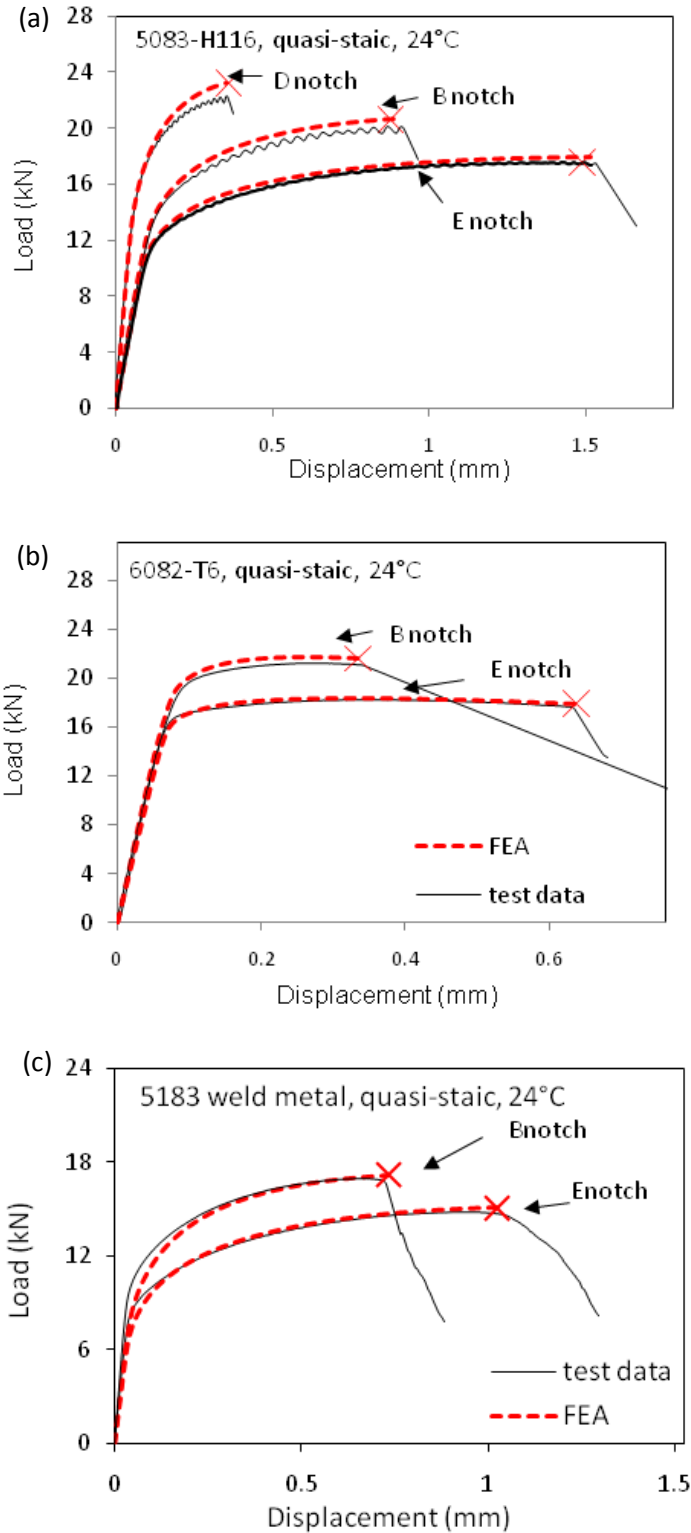 (a)
28
24
20
16
12
8
4
0
Load (kN)
5083-H116, quasi-staic, 24°C
D notch
B notch
E notch
0 0.5 1 1.5
Displacement (mm)
(b)
28
24
20
16
12
8
4
0
Load (kN)
6082-T6, quasi-staic, 24°C
B notch
E notch
FEA
test data
0 0.2 0.4 0.6
Displacement (mm)
(c)
24
18
12
6
0
Load (kN)
5183 weld metal, quasi-staic, 24°C
Bnotch
Enotch
test data
FEA
0 0.5 1 1.5
Displacement (mm)